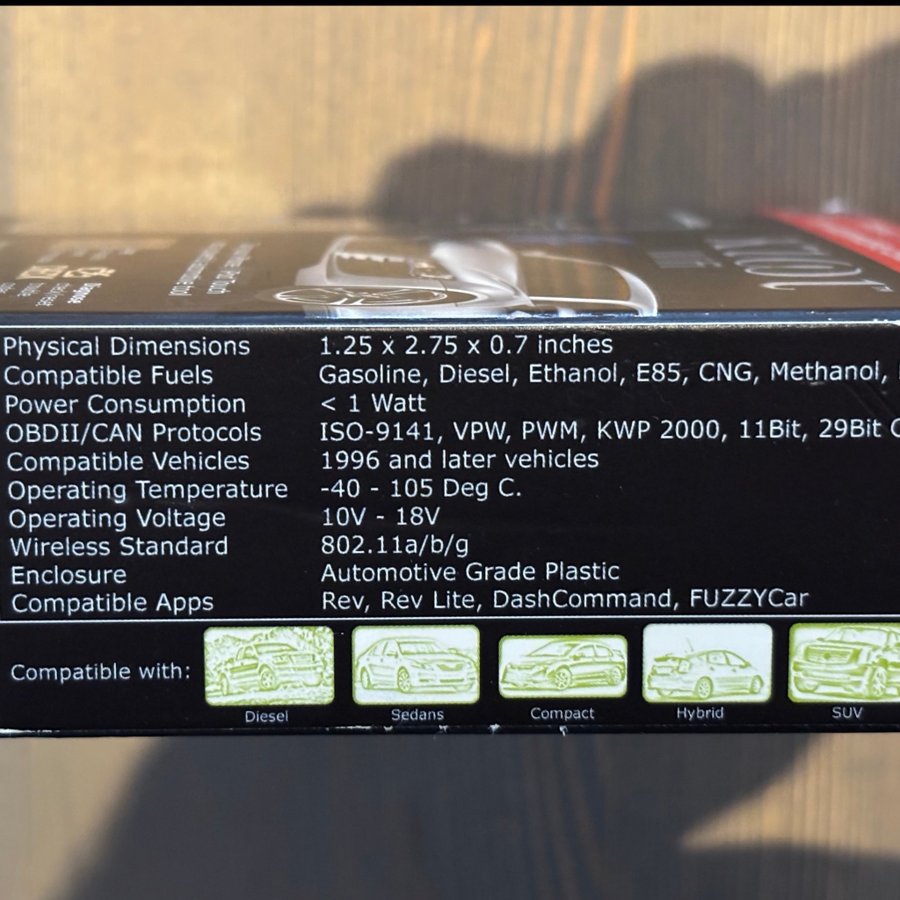 Physical Dimensions 1.25 x 2.75 x 0.7 inches
Compatible Fuels Gasoline, Diesel, Ethanol, E85, CNG, Methanol,
Power Consumption < 1 Watt
OBDII/CAN Protocols ISO-9141, VPW, PWM, KWP 2000, 11Bit, 29Bit
Compatible Vehicles 1996 and later vehicles
Operating Temperature -40 - 105 Deg C.
Operating Voltage 10V - 18V
Wireless Standard 802.11a/b/g
Enclosure Automotive Grade Plastic
Compatible Apps Rev, Rev Lite, DashCommand, FUZZYCar
Compatible with:
Diesel Sedans Compact Hybrid SUV